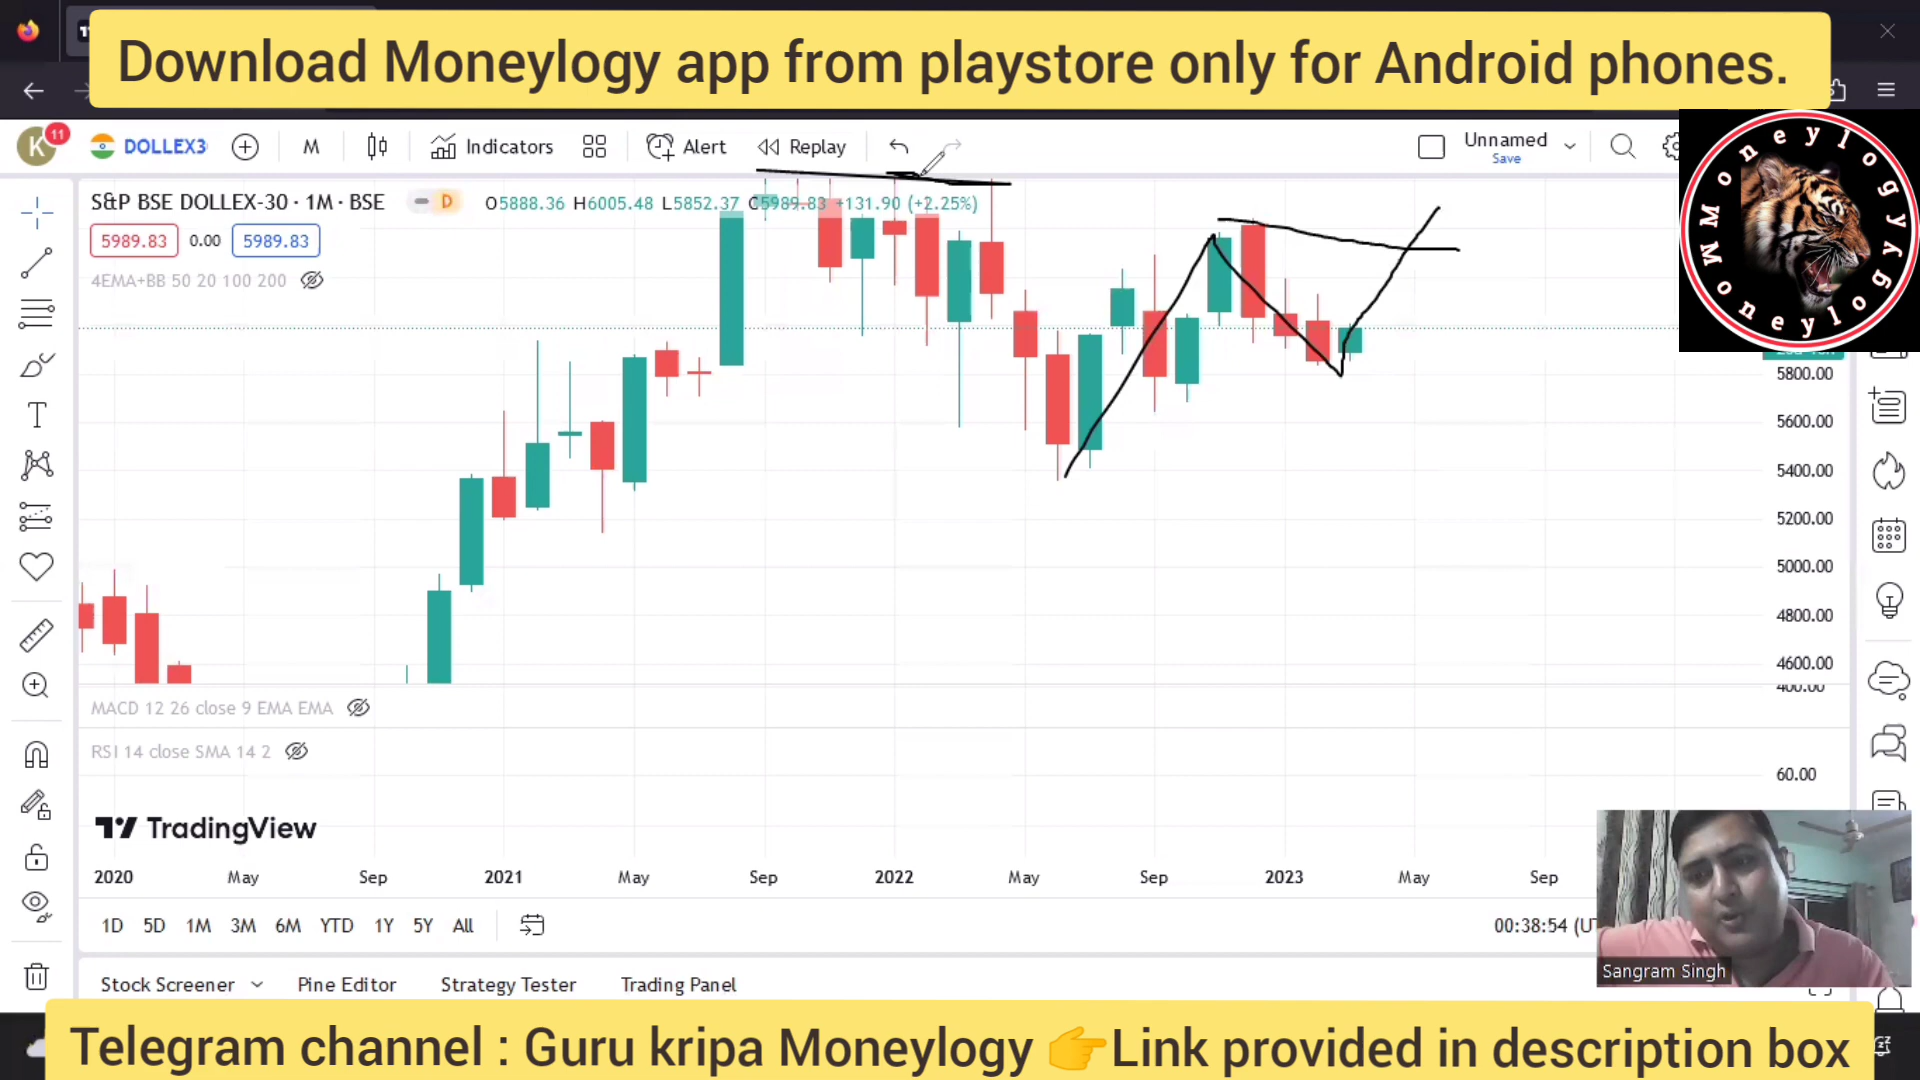 Download Moneylogy app from playstore only for Android phones.
K 11 DOLLEX3 M Indicators Alert Replay Unnamed
Save
S&P BSE DOLLEX-30 · 1M · BSE D O5888.36 H6005.48 L5852.37 C5989.83 +131.90 (+2.25%)
5989.83 0.00 5989.83
4EMA+BB 50 20 100 200
Moneylogy Moneylogy
5800.00
5600.00
5400.00
5200.00
5000.00
4800.00
4600.00
400.00
MACD 12 26 close 9 EMA EMA
RSI 14 close SMA 14 2
60.00
TradingView
2020 May Sep 2021 May Sep 2022 May Sep 2023 May Sep
1D 5D 1M 3M 6M YTD 1Y 5Y All
00:38:54
Sangram Singh
Stock Screener Pine Editor Strategy Tester Trading Panel
Telegram channel : Guru kripa Moneylogy 👉Link provided in description box